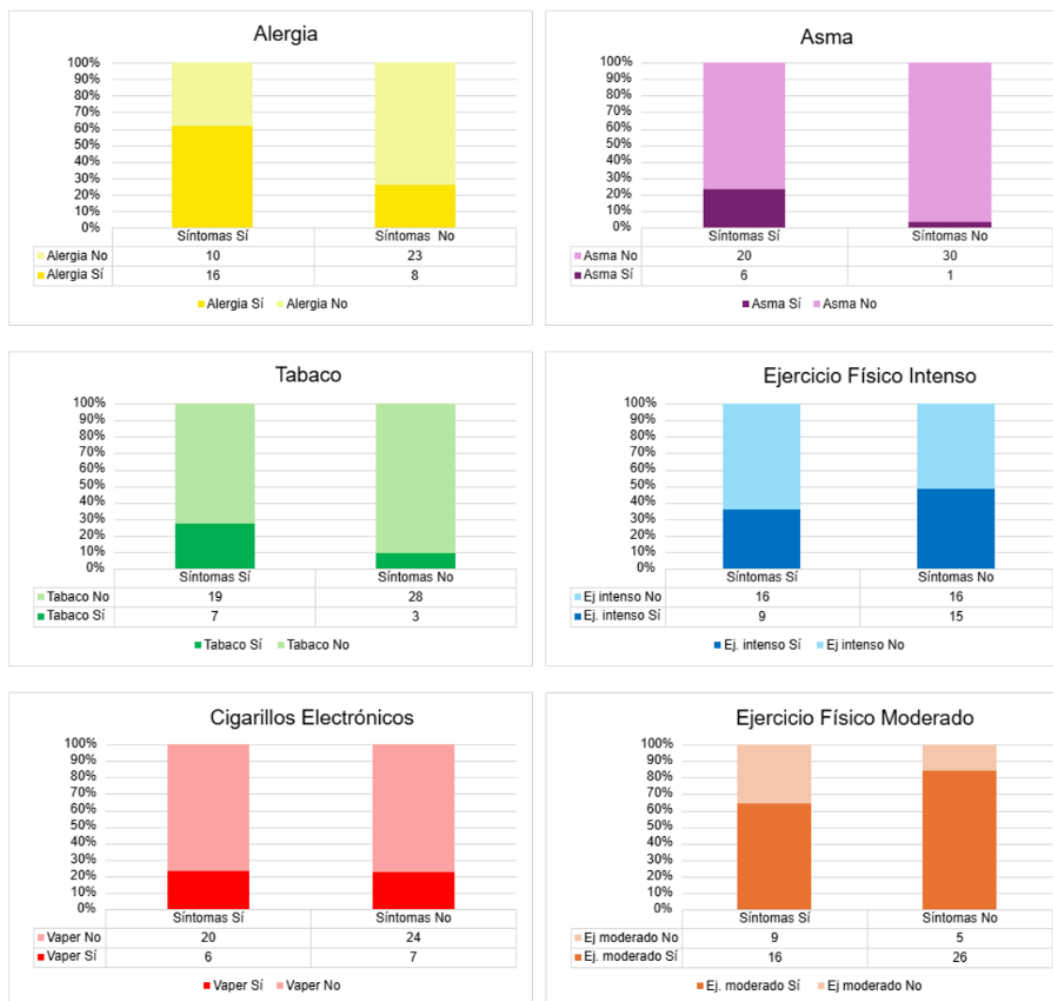 Alergia
100%
90%
80%
70%
60%
50%
40%
30%
20%
10%
0%
Síntomas Sí Síntomas No
Alergia No 10 23
Alergia Sí 16 8
Alergia Sí Alergia No
Asma
100%
90%
80%
70%
60%
50%
40%
30%
20%
10%
0%
Síntomas Sí Síntomas No
Asma No 20 30
Asma Sí 6 1
Asma Sí Asma No
Tabaco
100%
90%
80%
70%
60%
50%
40%
30%
20%
10%
0%
Síntomas Sí Síntomas No
Tabaco No 19 28
Tabaco Sí 7 3
Tabaco Sí Tabaco No
Ejercicio Físico Intenso
100%
90%
80%
70%
60%
50%
40%
30%
20%
10%
0%
Síntomas Sí Síntomas No
Ej intenso No 16 16
Ej. intenso Sí 9 15
Ej. intenso Sí Ej intenso No
Cigarillos Electrónicos
100%
90%
80%
70%
60%
50%
40%
30%
20%
10%
0%
Síntomas Sí Síntomas No
Vaper No 20 24
Vaper Sí 6 7
Vaper Sí Vaper No
Ejercicio Físico Moderado
100%
90%
80%
70%
60%
50%
40%
30%
20%
10%
0%
Síntomas Sí Síntomas No
Ej moderado No 9 5
Ej. moderado Sí 16 26
Ej. moderado Sí Ej moderado No